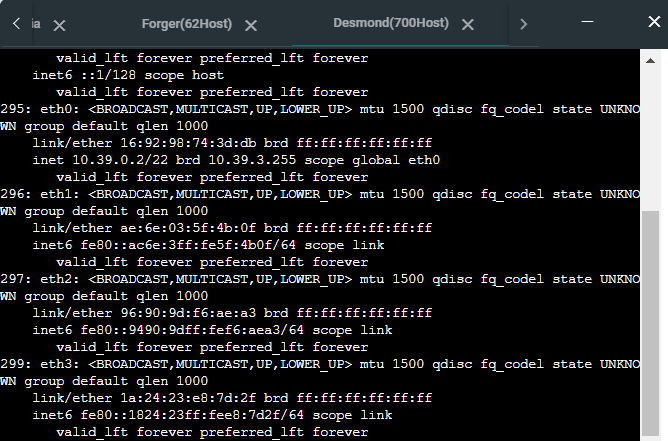 ia
Forger(62Host)
Desmond(700Host)
valid_lft forever preferred_lft forever
inet6 ::1/128 scope host
valid_lft forever preferred_lft forever
295: eth0: <BROADCAST,MULTICAST,UP,LOWER_UP> mtu 1500 qdisc fq_codel state UNKNO
WN group default qlen 1000
link/ether 16:92:98:74:3d:db brd ff:ff:ff:ff:ff:ff
inet 10.39.0.2/22 brd 10.39.3.255 scope global eth0
valid_lft forever preferred_lft forever
296: eth1: <BROADCAST,MULTICAST,UP,LOWER_UP> mtu 1500 qdisc fq_codel state UNKNO
WN group default qlen 1000
link/ether ae:6e:03:5f:4b:0f brd ff:ff:ff:ff:ff:ff
inet6 fe80::ac6e:3ff:fe5f:4b0f/64 scope link
valid_lft forever preferred_lft forever
297: eth2: <BROADCAST,MULTICAST,UP,LOWER_UP> mtu 1500 qdisc fq_codel state UNKNO
WN group default qlen 1000
link/ether 96:90:9d:f6:ae:a3 brd ff:ff:ff:ff:ff:ff
inet6 fe80::9490:9dff:fef6:aea3/64 scope link
valid_lft forever preferred_lft forever
299: eth3: <BROADCAST,MULTICAST,UP,LOWER_UP> mtu 1500 qdisc fq_codel state UNKNO
WN group default qlen 1000
link/ether 1a:24:23:e8:7d:2f brd ff:ff:ff:ff:ff:ff
inet6 fe80::1824:23ff:fee8:7d2f/64 scope link
valid_lft forever preferred_lft forever